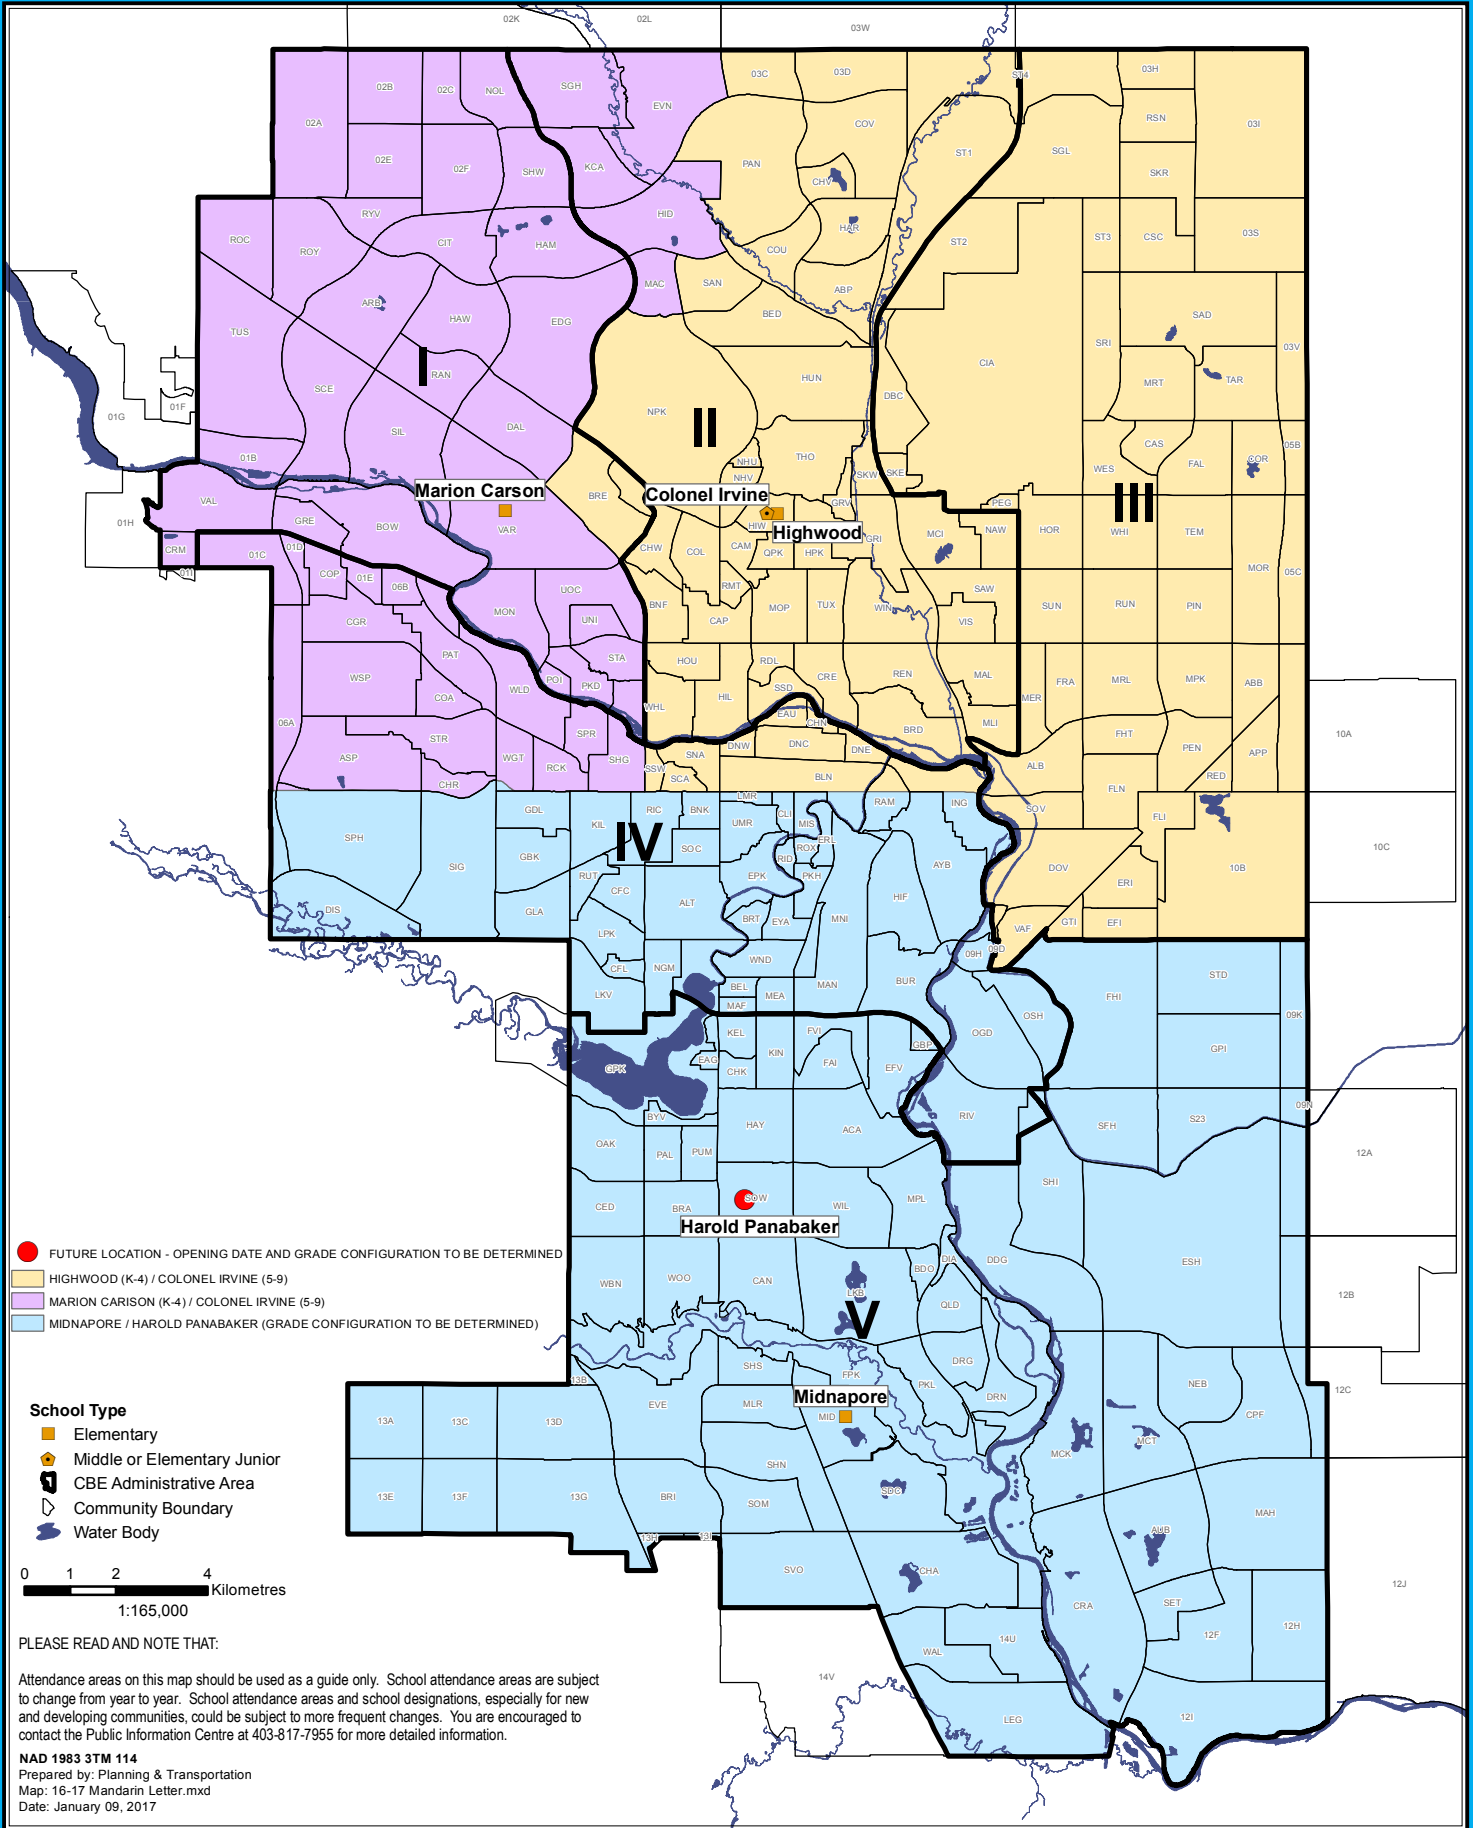 02K
02L
03W
02B
02C
NOL
SGH
EVN
03C
03D
ST4
03H
02A
COV
RSN
03I
02E
02F
SHW
KCA
PAN
ST1
SGL
SKR
CHV
RYV
HID
HAR
ROC
ROY
CIT
HAM
COU
ST2
ST3
CSC
03S
MAC
SAN
ABP
ARB
HAW
EDG
BED
SAD
TUS
SRI
03V
I
RAN
CIA
SCE
HUN
MRT
TAR
01G
01F
NPK
DBC
SIL
DAL
II
CAS
05B
01B
NHU
THO
WES
FAL
COR
Marion Carson
NHV
SKW
SKE
VAL
BRE
Colonel Irvine
GRV
PEG
III
01H
GRE
BOW
VAR
HIW
Highwood
GRI
MCI
NAW
HOR
WHI
TEM
CRM
01C
01D
CHW
COL
CAM
QPK
HPK
MOR
05C
01I
COP
01E
06B
UOC
RMT
SAW
CGR
MON
UNI
BNF
CAP
MOP
TUX
WIN
VIS
SUN
RUN
PIN
PAT
STA
HOU
RDL
CRE
REN
MAL
WSP
COA
WLD
POI
PKD
HIL
SSD
MER
FRA
MRL
MPK
ABB
06A
WHL
EAU
CHN
BRD
MLI
STR
SPR
DNW
DNC
DNE
FHT
PEN
APP
10A
ASP
WGT
RCK
SHG
SSW
SNA
SCA
BLN
ALB
RED
CHR
FLN
GDL
KIL
RIC
BNK
LMR
CLI
MIS
RAM
ING
SOV
FLI
SPH
IV
UMR
ERL
SIG
GBK
SOC
ROX
RID
AYB
DOV
10B
10C
RUT
CFC
EPK
PKH
ERI
DIS
GLA
ALT
HIF
LPK
BRT
EYA
MNI
VAF
GTI
EFI
CFL
NGM
WND
09H
09D
LKV
BEL
MEA
MAN
BUR
FHI
STD
MAF
OSH
09K
KEL
FVI
GBP
OGD
GPK
EAG
CHK
KIN
FAI
EFV
GPI
BYV
09N
OAK
HAY
ACA
RIV
SFH
S23
PAL
PUM
12A
CED
BRA
SOW
WIL
MPL
SHI
Harold Panabaker
WBN
WOO
CAN
BDO
DIA
DDG
ESH
LKB
QLD
12B
V
SHS
FPK
DRG
13B
EVE
MLR
PKL
DRN
NEB
12C
Midnapore
MID
CPF
13A
13C
13D
MCK
MCT
SHN
13E
13F
13G
BRI
SOM
SDC
MAH
13H
13I
AUB
SVO
CHA
12J
CRA
SET
WAL
14U
12F
12H
14V
LEG
12I
FUTURE LOCATION - OPENING DATE AND GRADE CONFIGURATION TO BE DETERMINED
HIGHWOOD (K-4) / COLONEL IRVINE (5-9)
MARION CARISON (K-4) / COLONEL IRVINE (5-9)
MIDNAPORE / HAROLD PANABAKER (GRADE CONFIGURATION TO BE DETERMINED)
School Type
Elementary
Middle or Elementary Junior
CBE Administrative Area
Community Boundary
Water Body
0 1 2 4
Kilometres
1:165,000
PLEASE READ AND NOTE THAT:
Attendance areas on this map should be used as a guide only. School attendance areas are subject
to change from year to year. School attendance areas and school designations, especially for new
and developing communities, could be subject to more frequent changes. You are encouraged to
contact the Public Information Centre at 403-817-7955 for more detailed information.
NAD 1983 3TM 114
Prepared by: Planning & Transportation
Map: 16-17 Mandarin Letter.mxd
Date: January 09, 2017